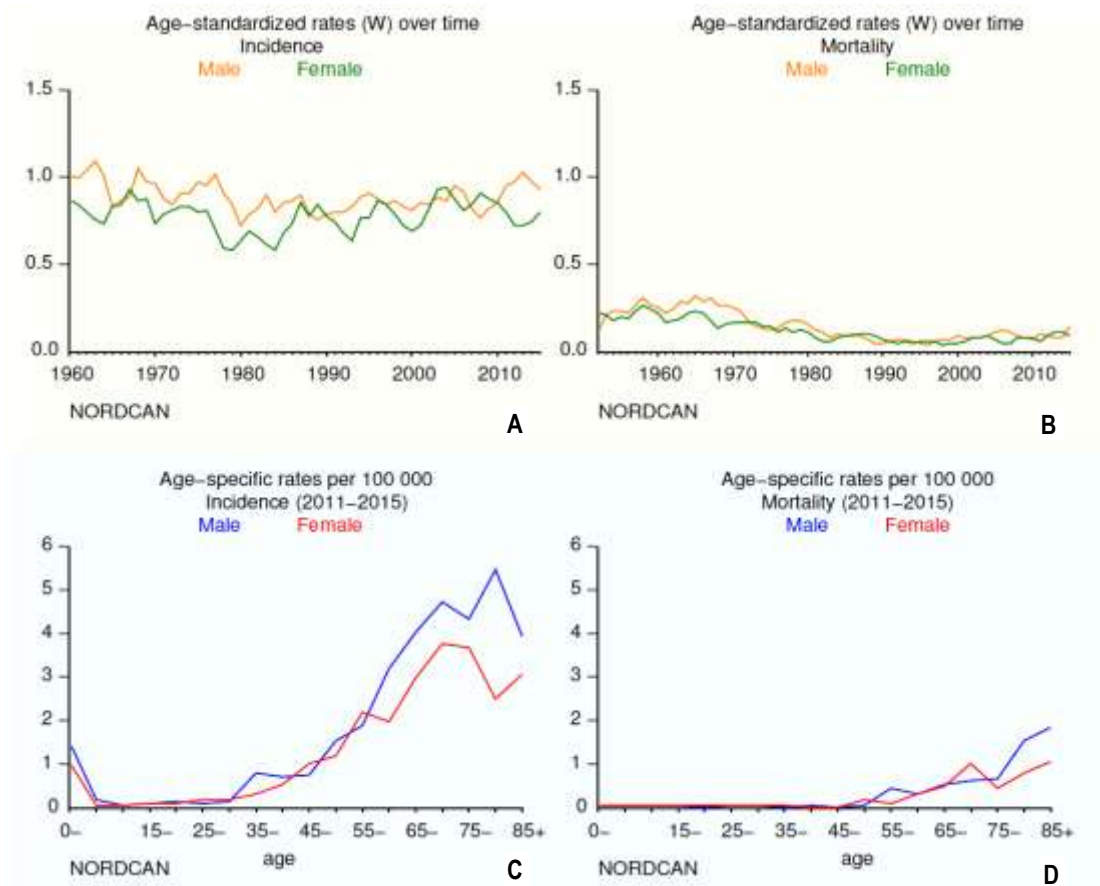 Age-standardized rates (W) over time
Incidence
Male Female
1.5
1.0
0.5
0.0
1960 1970 1980 1990 2000 2010
NORDCAN
A
Age-standardized rates (W) over time
Mortality
Male Female
1.5
1.0
0.5
0.0
1960 1970 1980 1990 2000 2010
NORDCAN
B
Age-specific rates per 100 000
Incidence (2011-2015)
Male Female
6
5
4
3
2
1
0
0- 15- 25- 35- 45- 55- 65- 75- 85+
age
NORDCAN
C
Age-specific rates per 100 000
Mortality (2011-2015)
Male Female
6
5
4
3
2
1
0
0- 15- 25- 35- 45- 55- 65- 75- 85+
age
NORDCAN
D